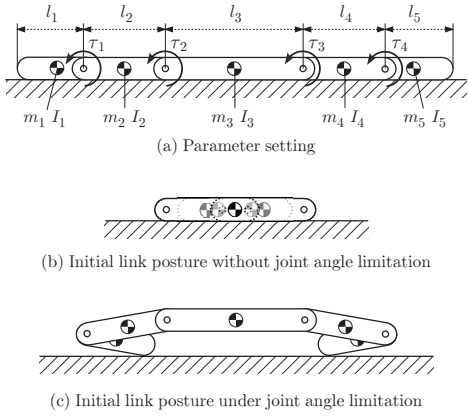 l₁ l₂ l₃ l₄ l₅
τ₁ τ₂ τ₃ τ₄
m₁ I₁ m₂ I₂ m₃ I₃ m₄ I₄ m₅ I₅
(a) Parameter setting
(b) Initial link posture without joint angle limitation
(c) Initial link posture under joint angle limitation